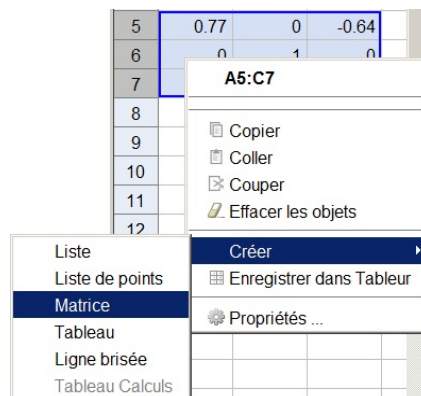 5 0.77 0 -0.64
6 0 1 0
7
A5:C7
8
9
10
11
12
Copier
Coller
Couper
Effacer les objets
Créer
Enregistrer dans Tableur
Propriétés ...
Liste
Liste de points
Matrice
Tableau
Ligne brisée
Tableau Calculs